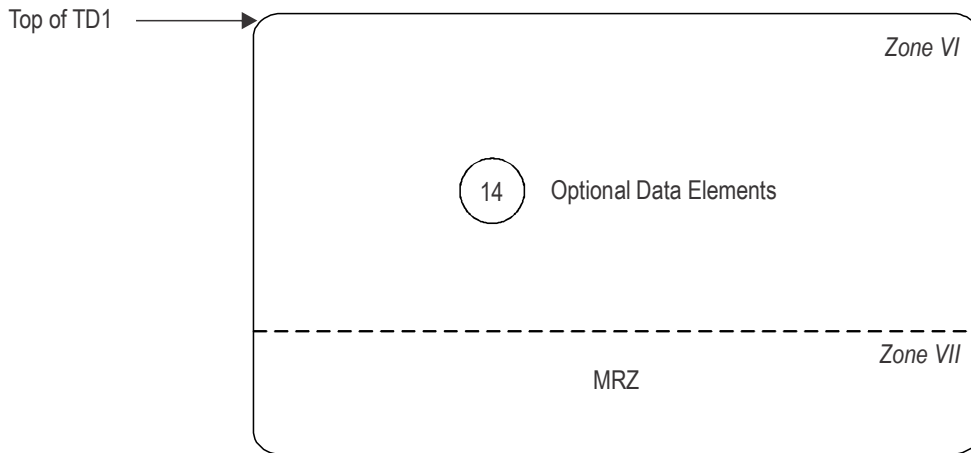 Top of TD1
Zone VI
14 Optional Data Elements
Zone VII
MRZ